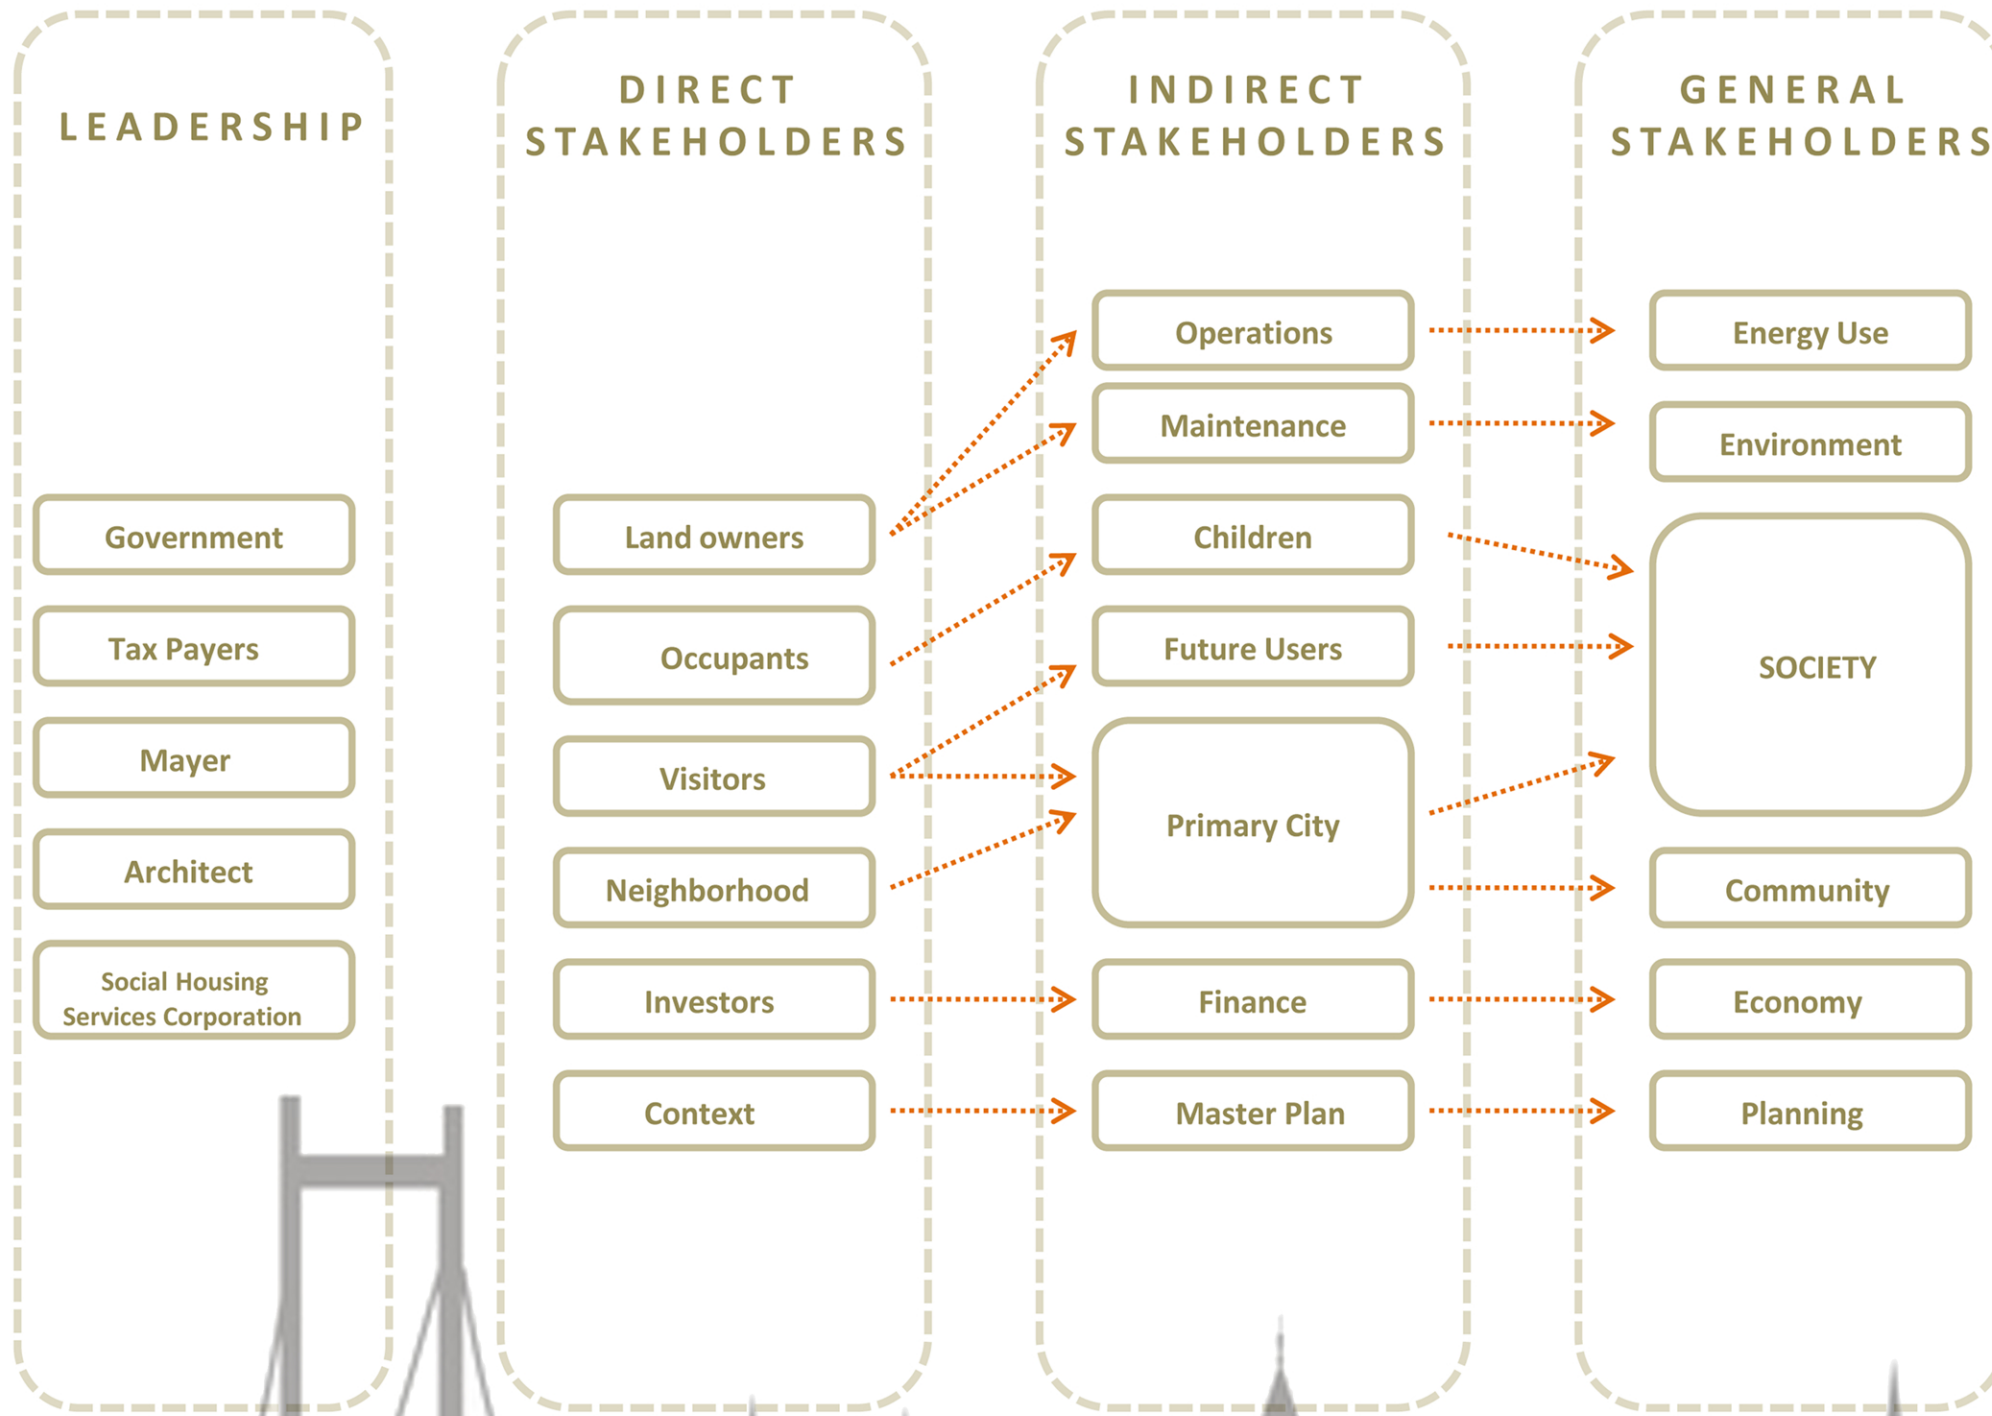 LEADERSHIP
Government
Tax Payers
Mayer
Architect
Social Housing
Services Corporation
DIRECT
STAKEHOLDERS
Land owners
Occupants
Visitors
Neighborhood
Investors
Context
INDIRECT
STAKEHOLDERS
Operations
Maintenance
Children
Future Users
Primary City
Finance
Master Plan
GENERAL
STAKEHOLDERS
Energy Use
Environment
SOCIETY
Community
Economy
Planning